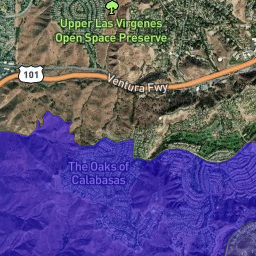 Upper Las Virgenes
Open Space Preserve
101
Ventura Fwy
The Oaks of
Calabasas